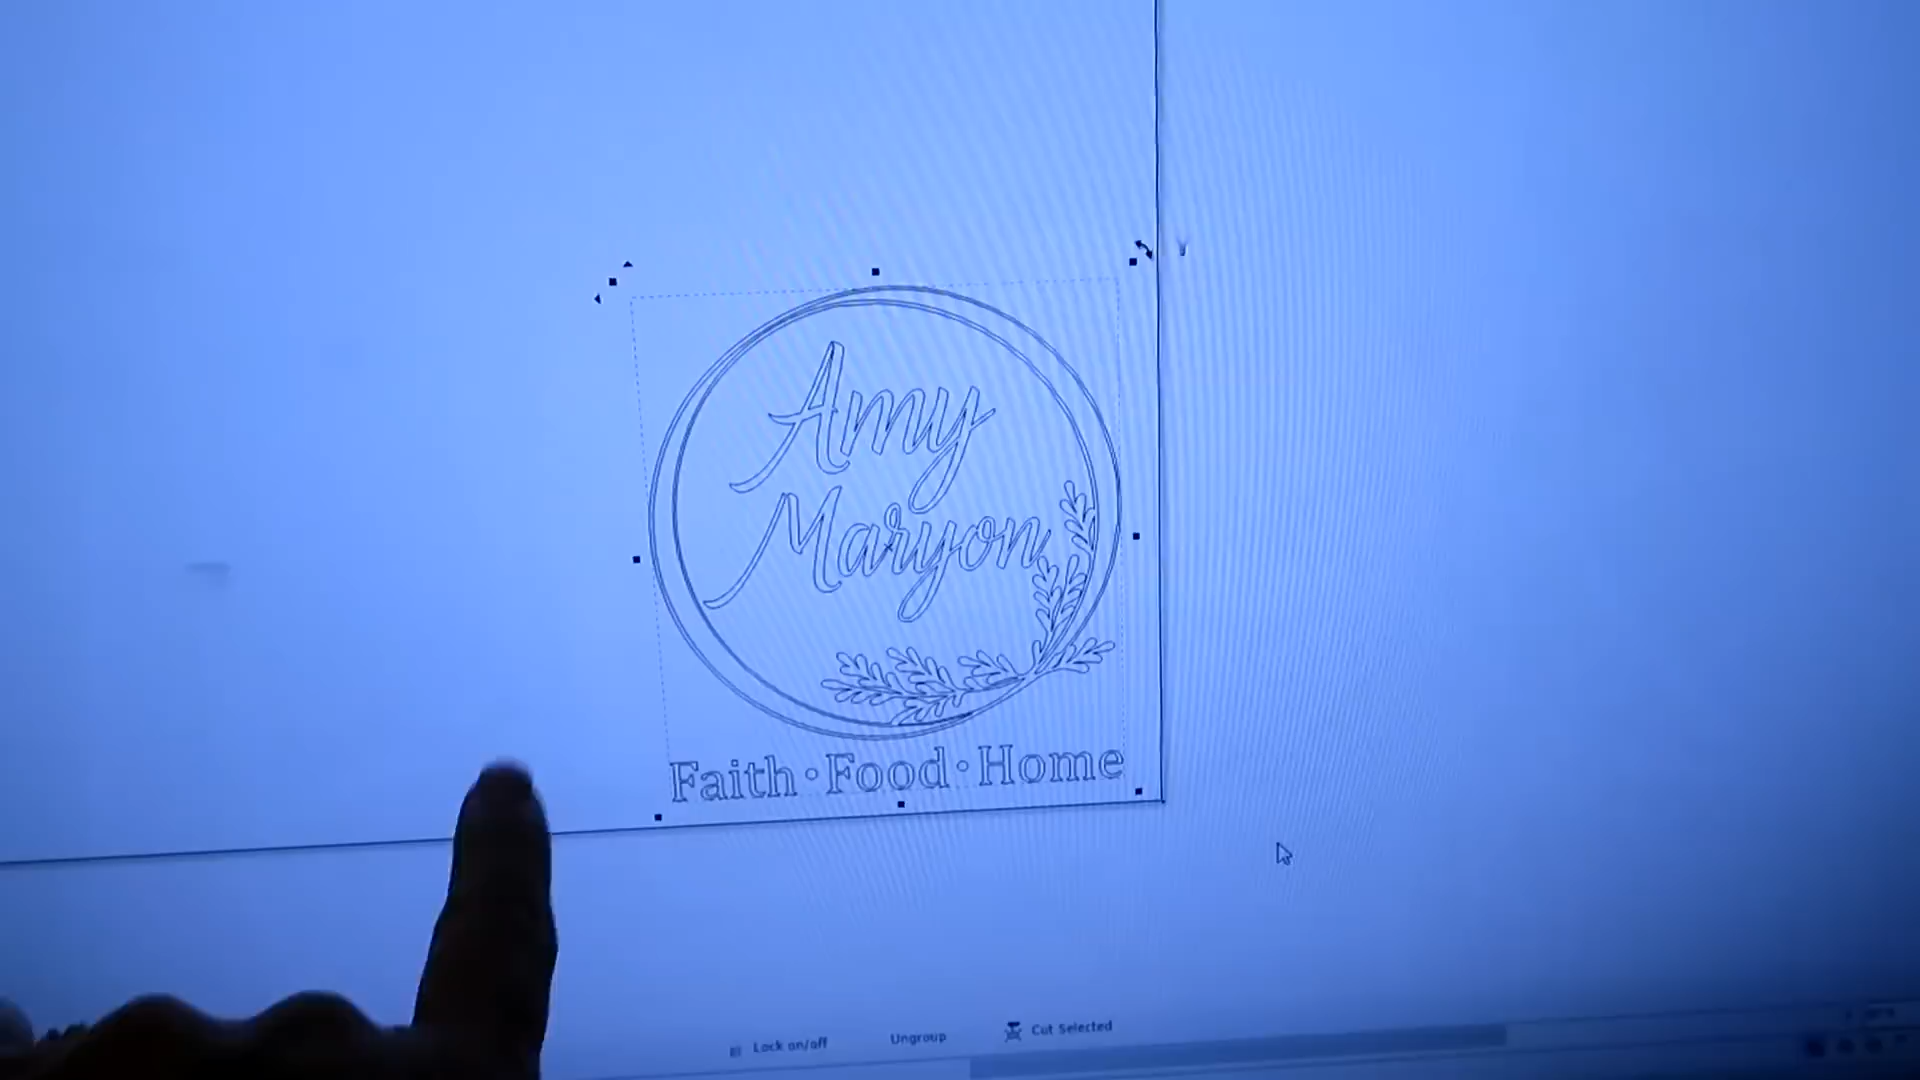 Amy
Maryon
Faith · Food · Home
Lock on/off Ungroup Cut Selected